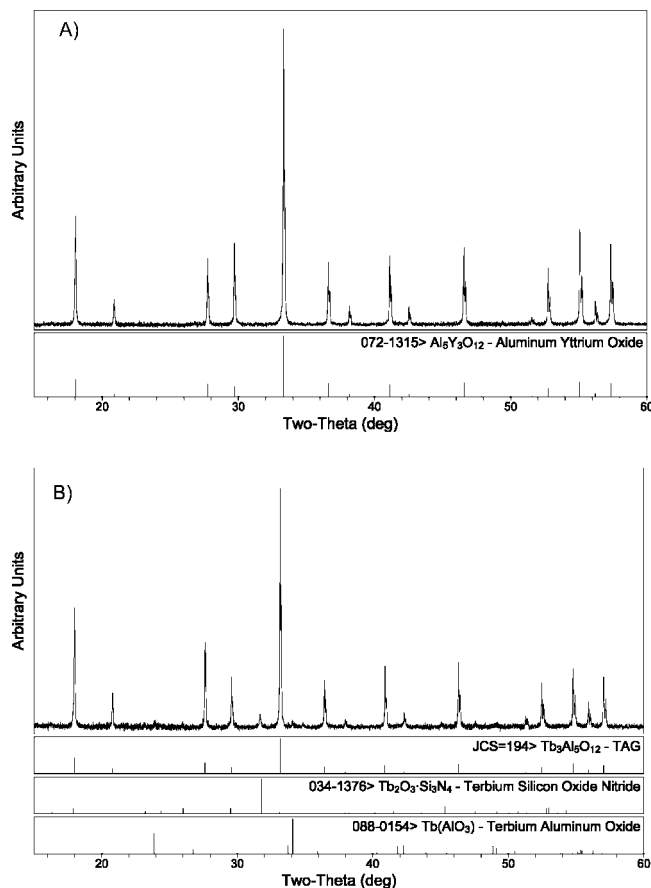 A)
Arbitrary Units
072-1315> Al₅Y₃O₁₂ - Aluminum Yttrium Oxide
20 30 40 50 60
Two-Theta (deg)
B)
Arbitrary Units
JCS=194> Tb₃Al₅O₁₂ - TAG
034-1376> Tb₂O₃·Si₃N₄ - Terbium Silicon Oxide Nitride
088-0154> Tb(AlO₃) - Terbium Aluminum Oxide
20 30 40 50 60
Two-Theta (deg)